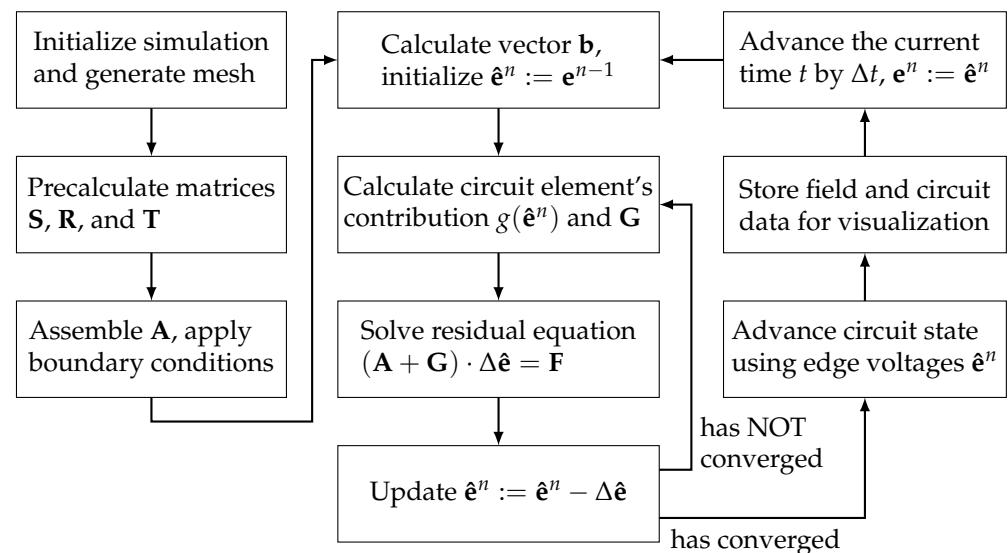 Initialize simulation
and generate mesh
Precalculate matrices
S, R, and T
Assemble A, apply
boundary conditions
Calculate vector b,
initialize ê^n := e^{n−1}
Calculate circuit element's
contribution g(ê^n) and G
Solve residual equation
(A + G) · Δê = F
Update ê^n := ê^n − Δê
has NOT
converged
has converged
Advance circuit state
using edge voltages ê^n
Store field and circuit
data for visualization
Advance the current
time t by Δt, e^n := ê^n